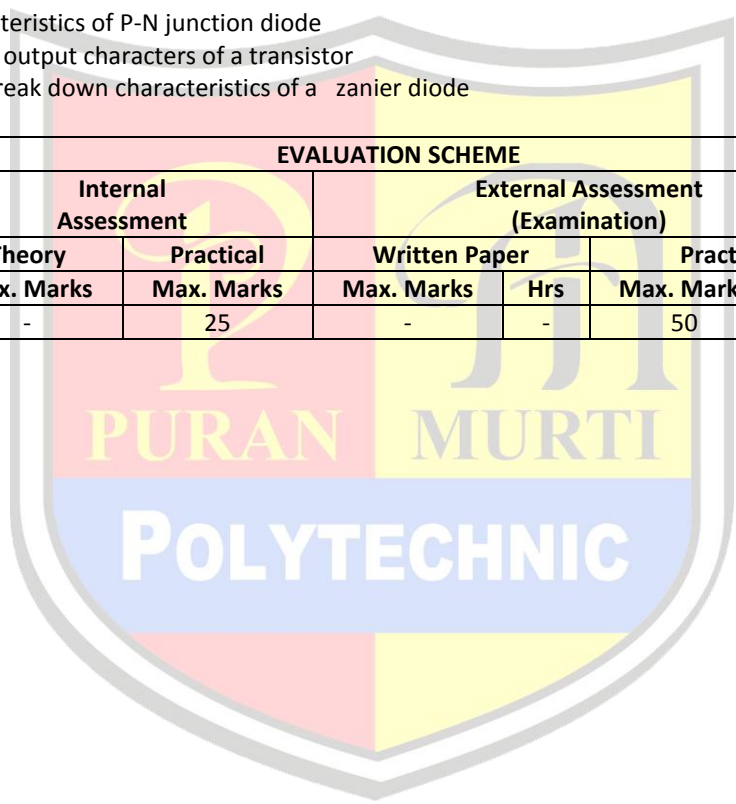 teristics of P-N junction diode
output characters of a transistor
reak down characteristics of a zanier diode
EVALUATION SCHEME
Internal Assessment
External Assessment (Examination)
Theory Practical Written Paper Pract
x. Marks Max. Marks Max. Marks Hrs Max. Mark
- 25 - - 50
PURAN MURTI
POLYTECHNIC